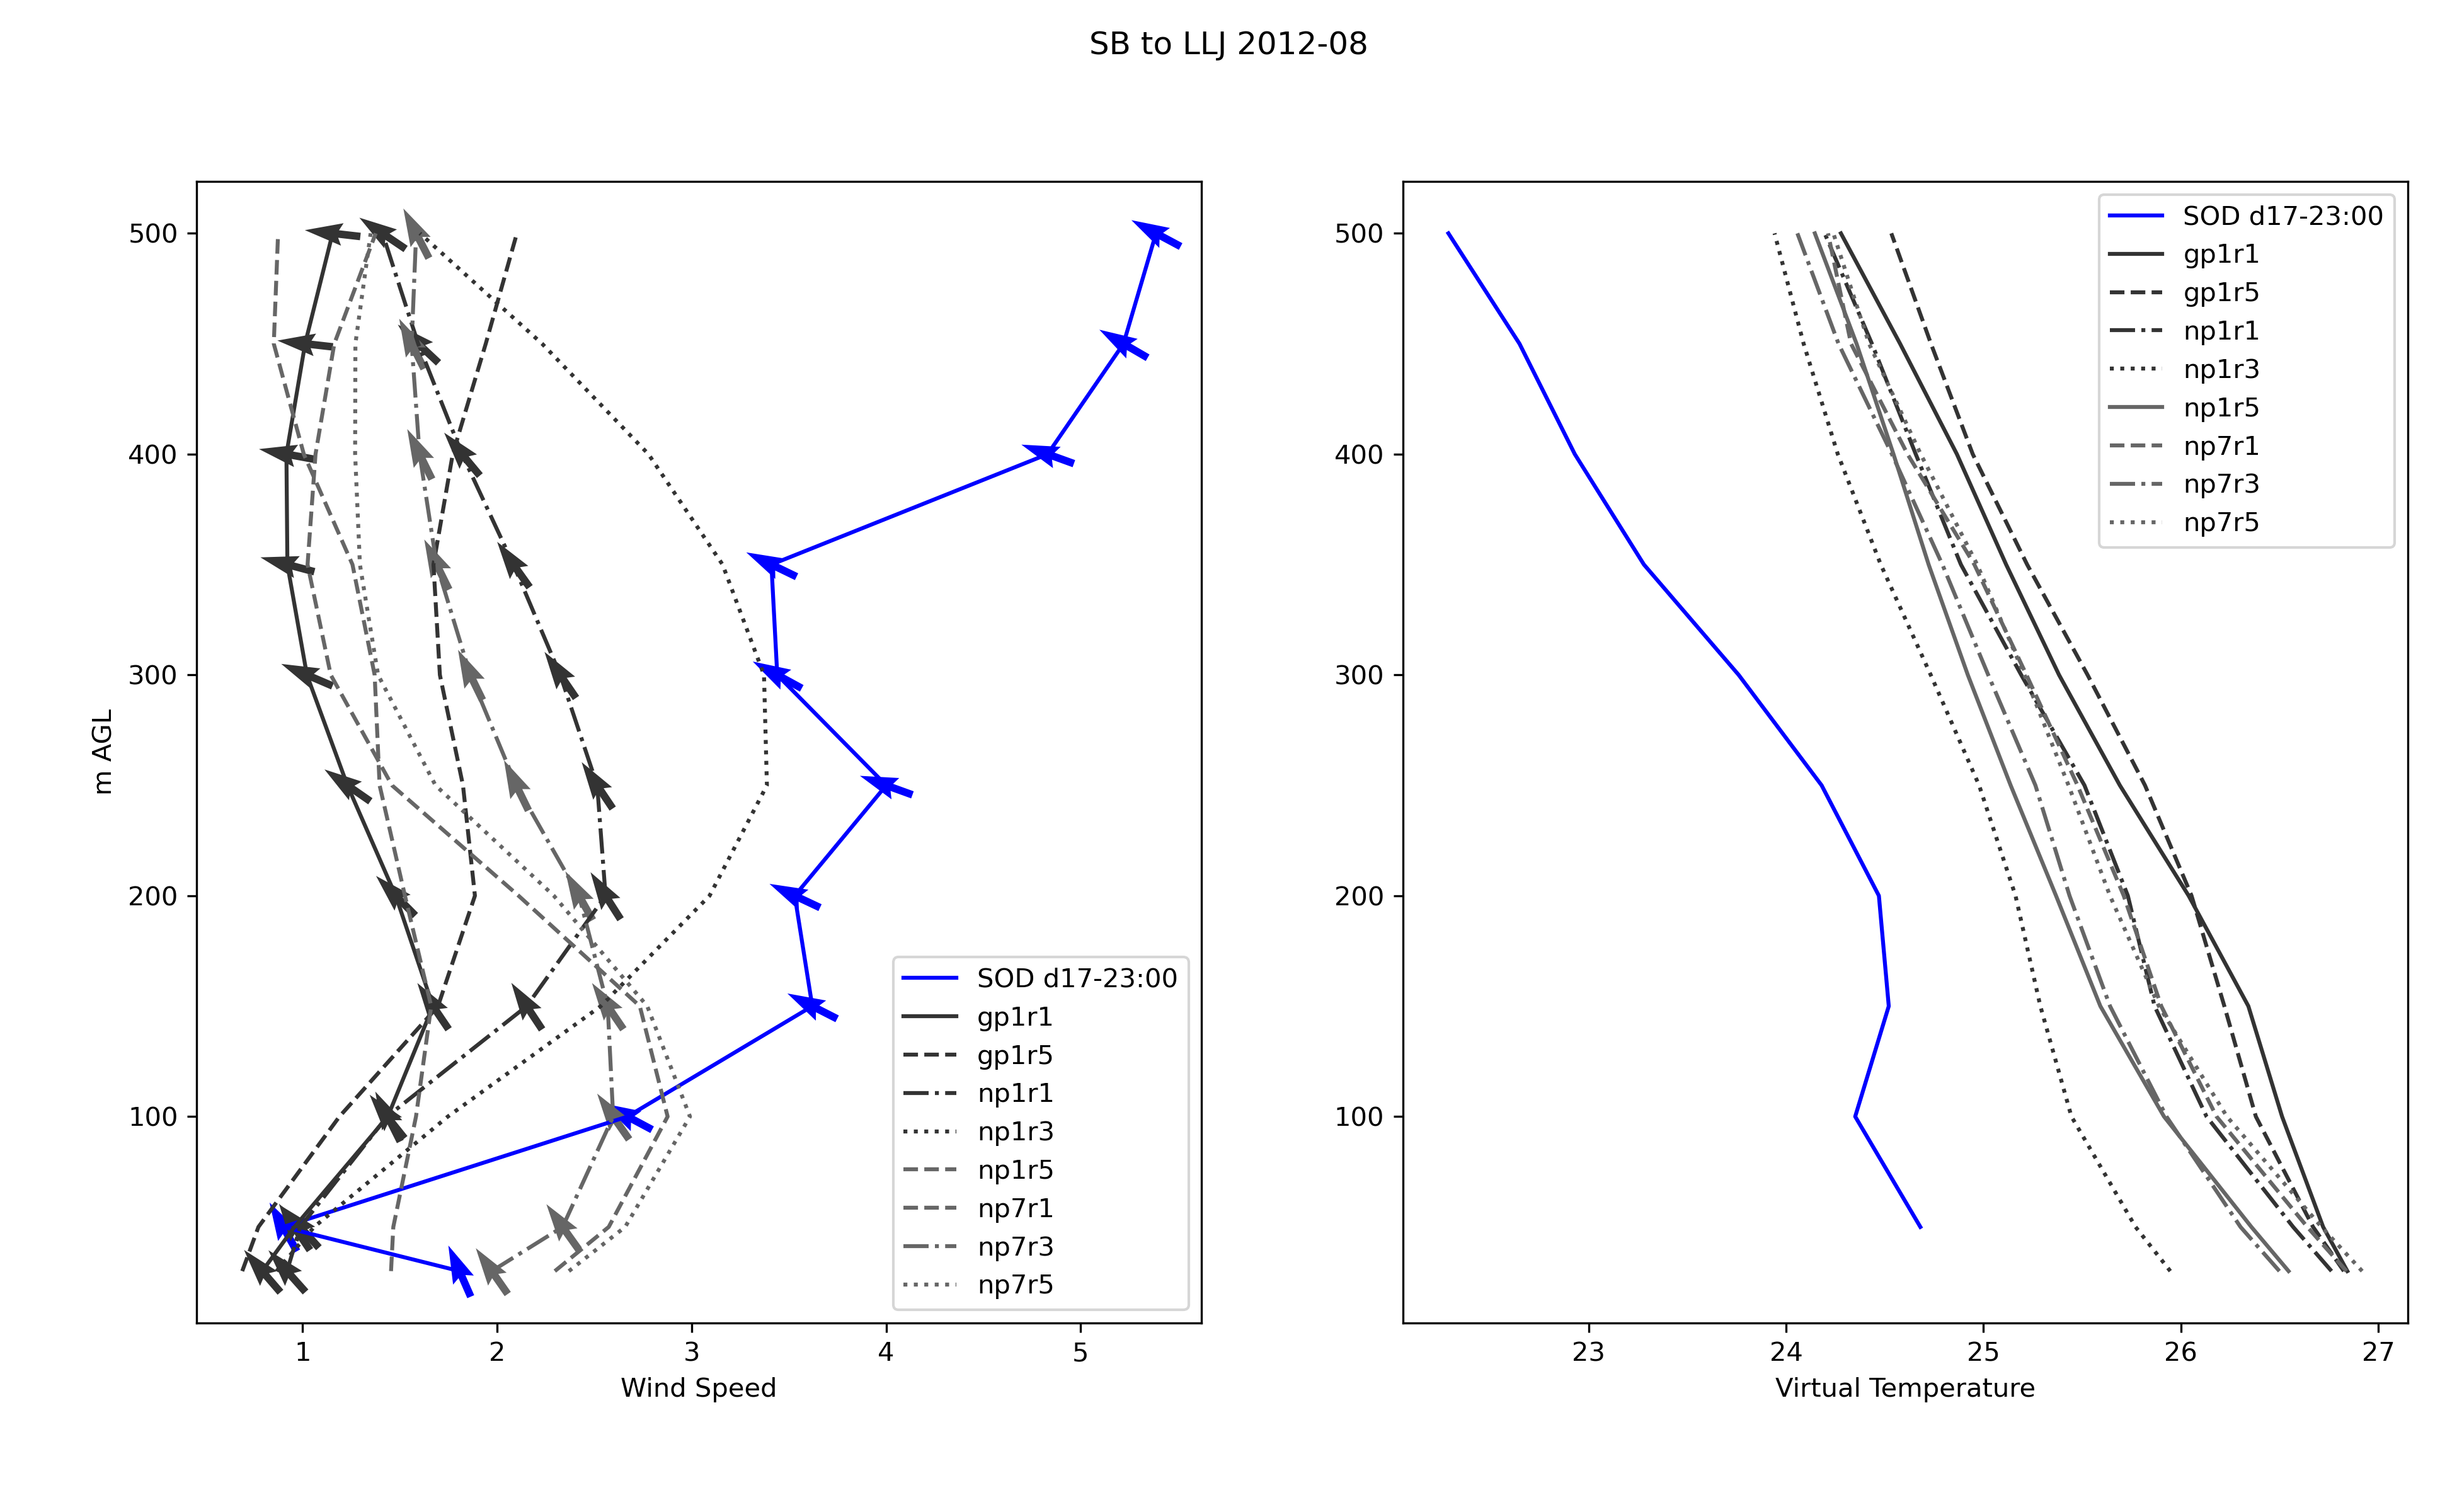 SB to LLJ 2012-08
m AGL
500
400
300
200
100
1 2 3 4 5
Wind Speed
SOD d17-23:00
gp1r1
gp1r5
np1r1
np1r3
np1r5
np7r1
np7r3
np7r5
500
400
300
200
100
23 24 25 26 27
Virtual Temperature
SOD d17-23:00
gp1r1
gp1r5
np1r1
np1r3
np1r5
np7r1
np7r3
np7r5